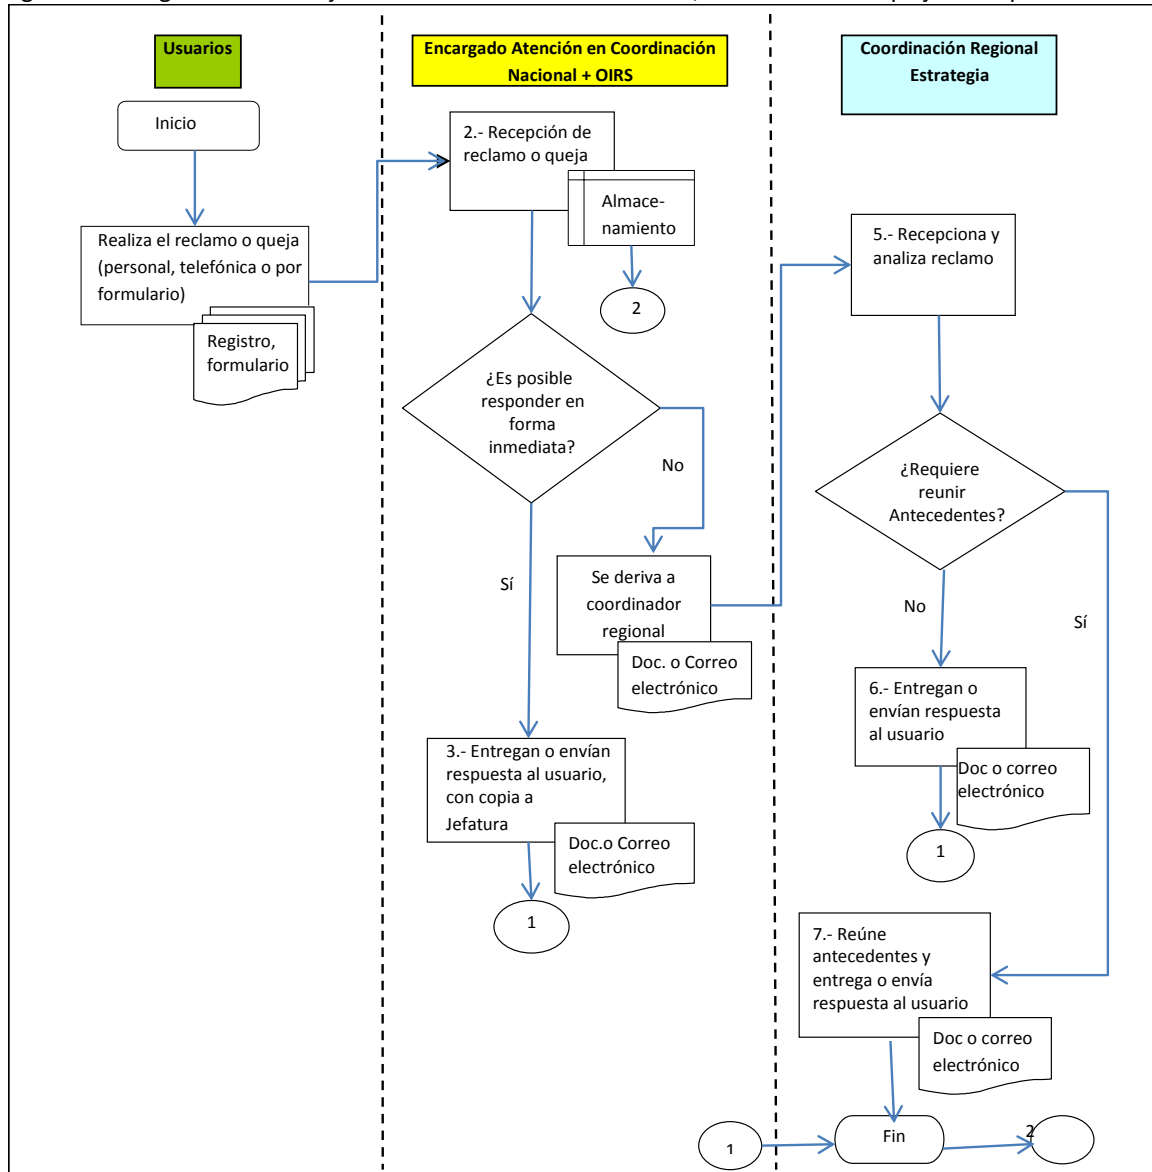 Usuarios
Encargado Atención en Coordinación
Nacional + OIRS
Coordinación Regional
Estrategia
Inicio
Realiza el reclamo o queja
(personal, telefónica o por
formulario)
Registro,
formulario
2.- Recepción de
reclamo o queja
Almace-
namiento
2
¿Es posible
responder en
forma
inmediata?
No
Sí
Se deriva a
coordinador
regional
Doc. o Correo
electrónico
3.- Entregan o envían
respuesta al usuario,
con copia a
Jefatura
Doc.o Correo
electrónico
1
5.- Recepciona y
analiza reclamo
¿Requiere
reunir
Antecedentes?
No
Sí
6.- Entregan o
envían respuesta
al usuario
Doc o correo
electrónico
1
7.- Reúne
antecedentes y
entrega o envía
respuesta al usuario
Doc o correo
electrónico
1
Fin
2